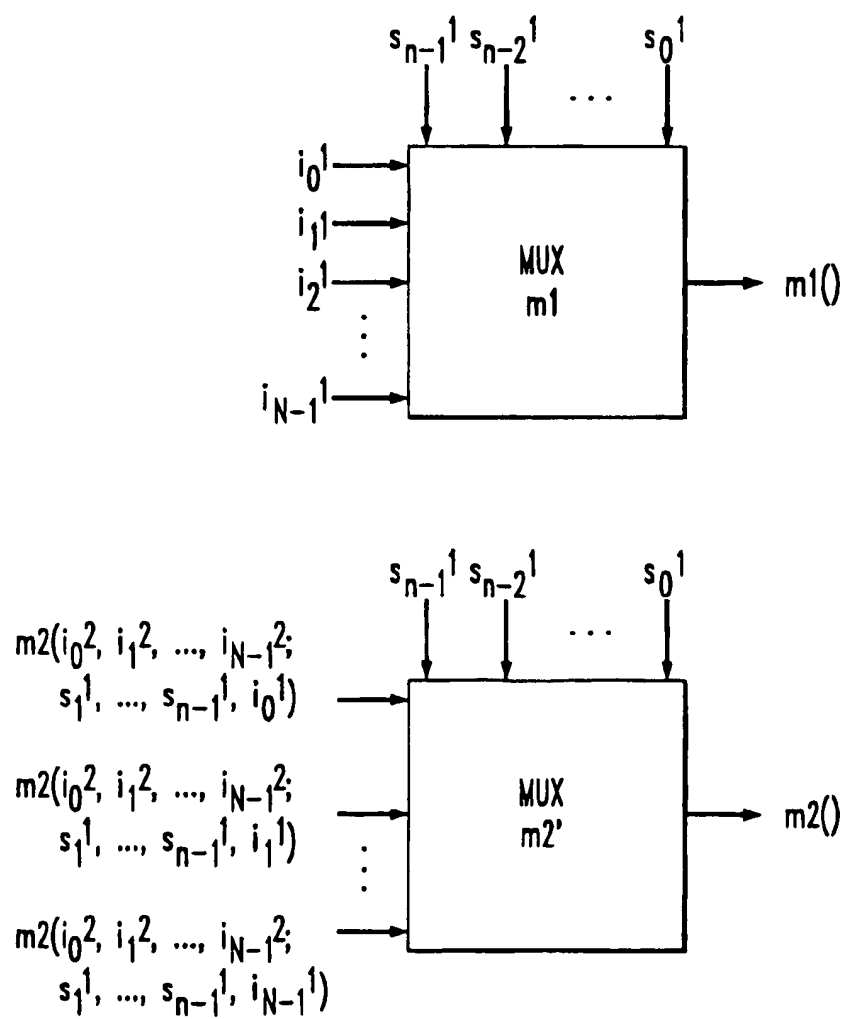 s_{n-1}^1 s_{n-2}^1 ... s_0^1
i_0^1
i_1^1
i_2^1
⋮
i_{N-1}^1
MUX
m1
m1()
s_{n-1}^1 s_{n-2}^1 ... s_0^1
m2(i_0^2, i_1^2, ..., i_{N-1}^2;
s_1^1, ..., s_{n-1}^1, i_0^1)
m2(i_0^2, i_1^2, ..., i_{N-1}^2;
s_1^1, ..., s_{n-1}^1, i_1^1)
⋮
m2(i_0^2, i_1^2, ..., i_{N-1}^2;
s_1^1, ..., s_{n-1}^1, i_{N-1}^1)
MUX
m2'
m2()